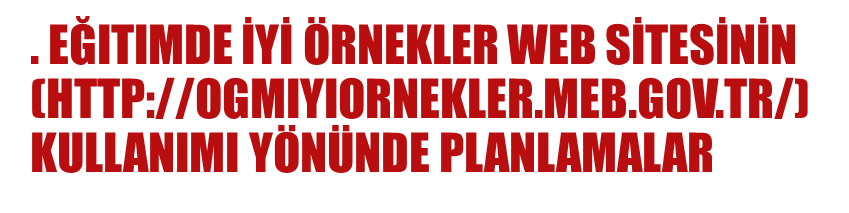 . EĞITIMDE İYİ ÖRNEKLER WEB SİTESİNİN
(HTTP://OGMIYIORNEKLER.MEB.GOV.TR/)
KULLANIMI YÖNÜNDE PLANLAMALAR